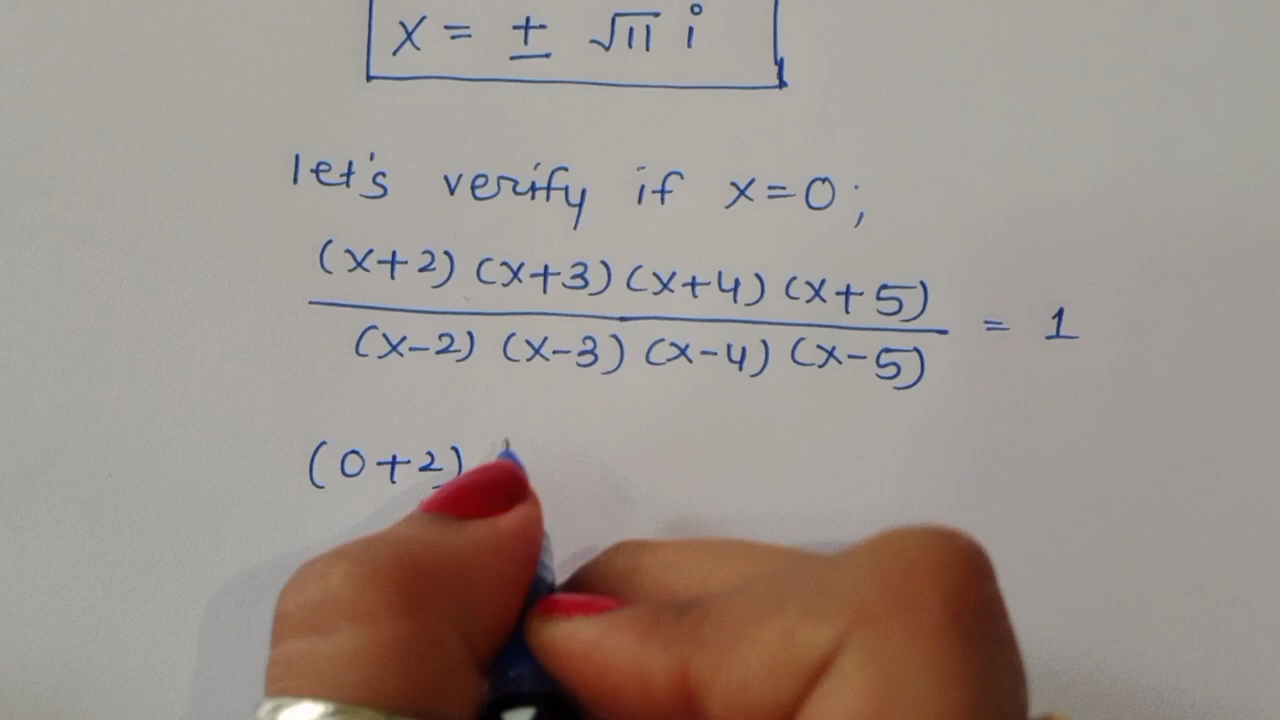 x = ± √11 i
let's verify if x=0;
(x+2) (x+3) (x+4) (x+5)
= 1
(x-2) (x-3) (x-4) (x-5)
(0+2)